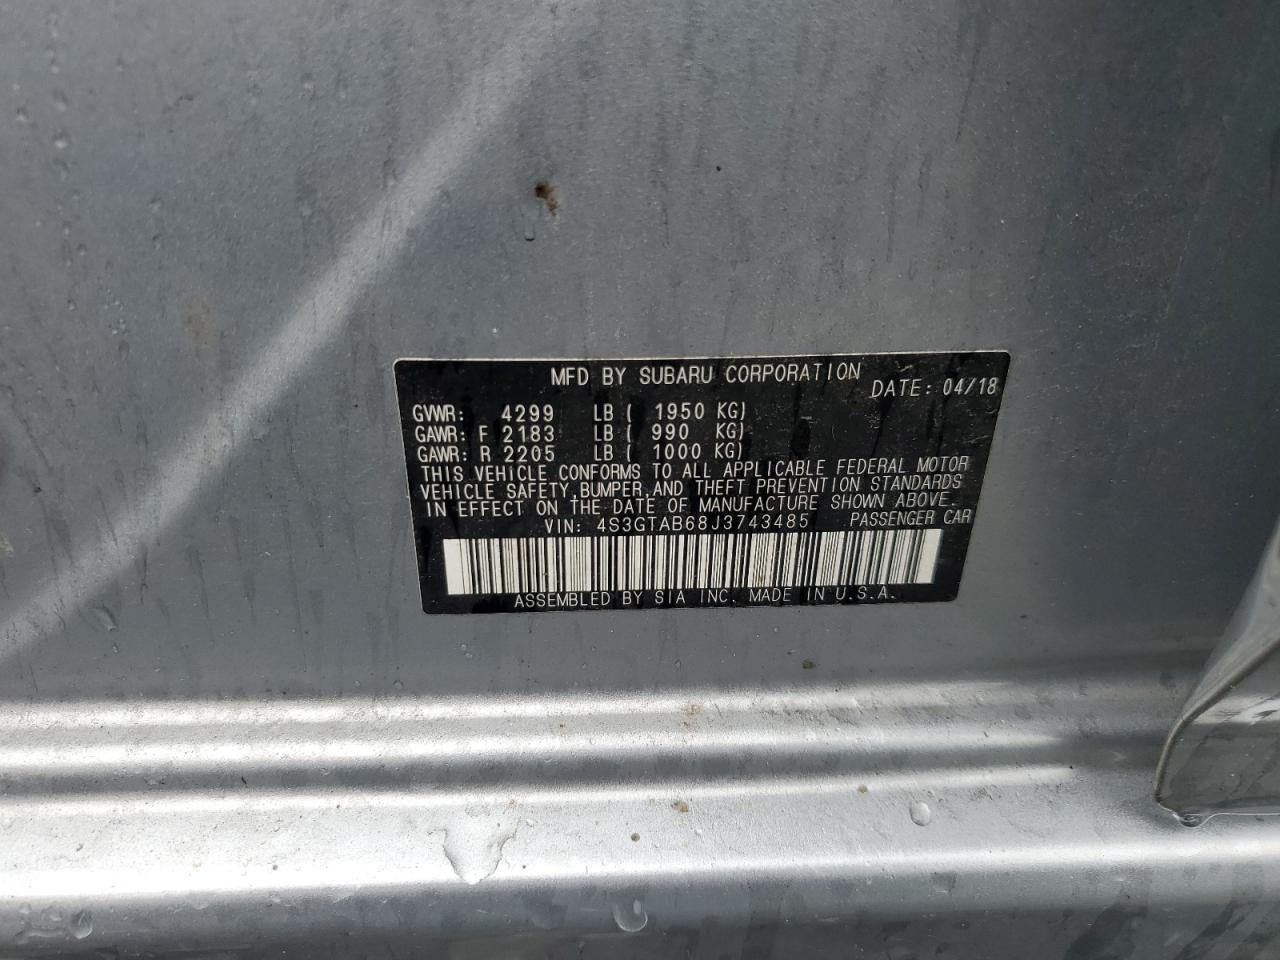 MFD BY SUBARU CORPORATION DATE: 04/18
GVWR: 4299 LB ( 1950 KG)
GAWR: F 2183 LB ( 990 KG)
GAWR: R 2205 LB ( 1000 KG)
THIS VEHICLE CONFORMS TO ALL APPLICABLE FEDERAL MOTOR
VEHICLE SAFETY, BUMPER, AND THEFT PREVENTION STANDARDS
IN EFFECT ON THE DATE OF MANUFACTURE SHOWN ABOVE.
VIN: 4S3GTAB68J3743485 PASSENGER CAR
ASSEMBLED BY SIA INC. MADE IN U.S.A.